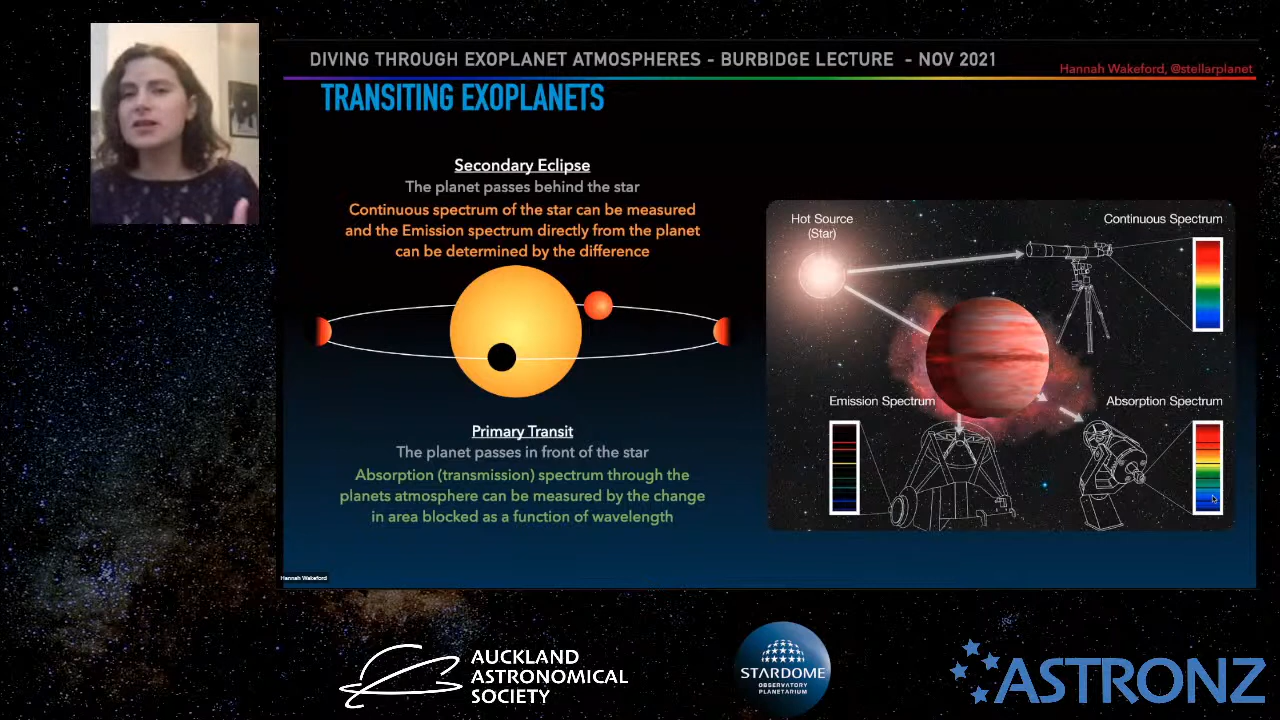 DIVING THROUGH EXOPLANET ATMOSPHERES - BURBIDGE LECTURE - NOV 2021
Hannah Wakeford, @stellarplanet
TRANSITING EXOPLANETS
Secondary Eclipse
The planet passes behind the star
Continuous spectrum of the star can be measured
and the Emission spectrum directly from the planet
can be determined by the difference
Primary Transit
The planet passes in front of the star
Absorption (transmission) spectrum through the
planets atmosphere can be measured by the change
in area blocked as a function of wavelength
Hot Source
(Star)
Continuous Spectrum
Emission Spectrum
Absorption Spectrum
Hannah Wakeford
AUCKLAND
ASTRONOMICAL
SOCIETY
STARDOME
OBSERVATORY
PLANETARIUM
ASTRONZ